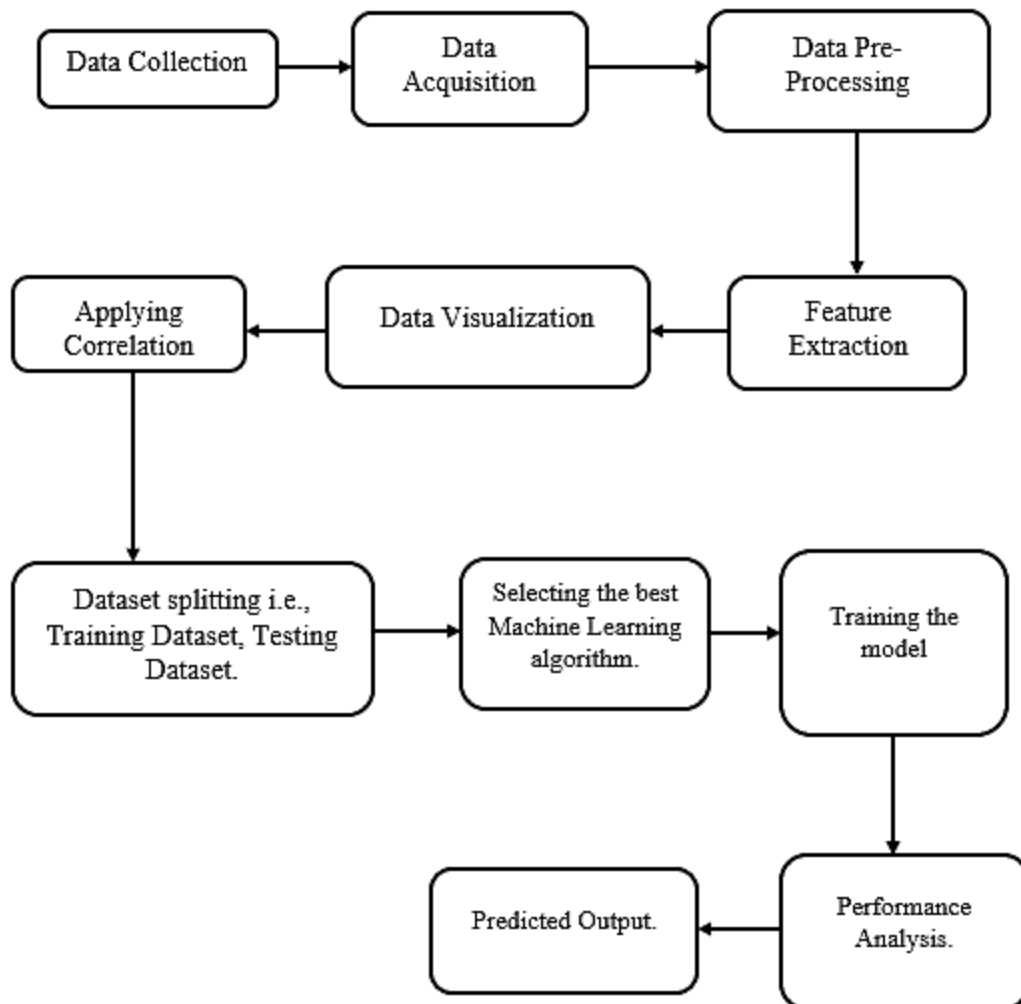 Data Collection
Data
Acquisition
Data Pre-
Processing
Feature
Extraction
Data Visualization
Applying
Correlation
Dataset splitting i.e.,
Training Dataset, Testing
Dataset.
Selecting the best
Machine Learning
algorithm.
Training the
model
Performance
Analysis.
Predicted Output.